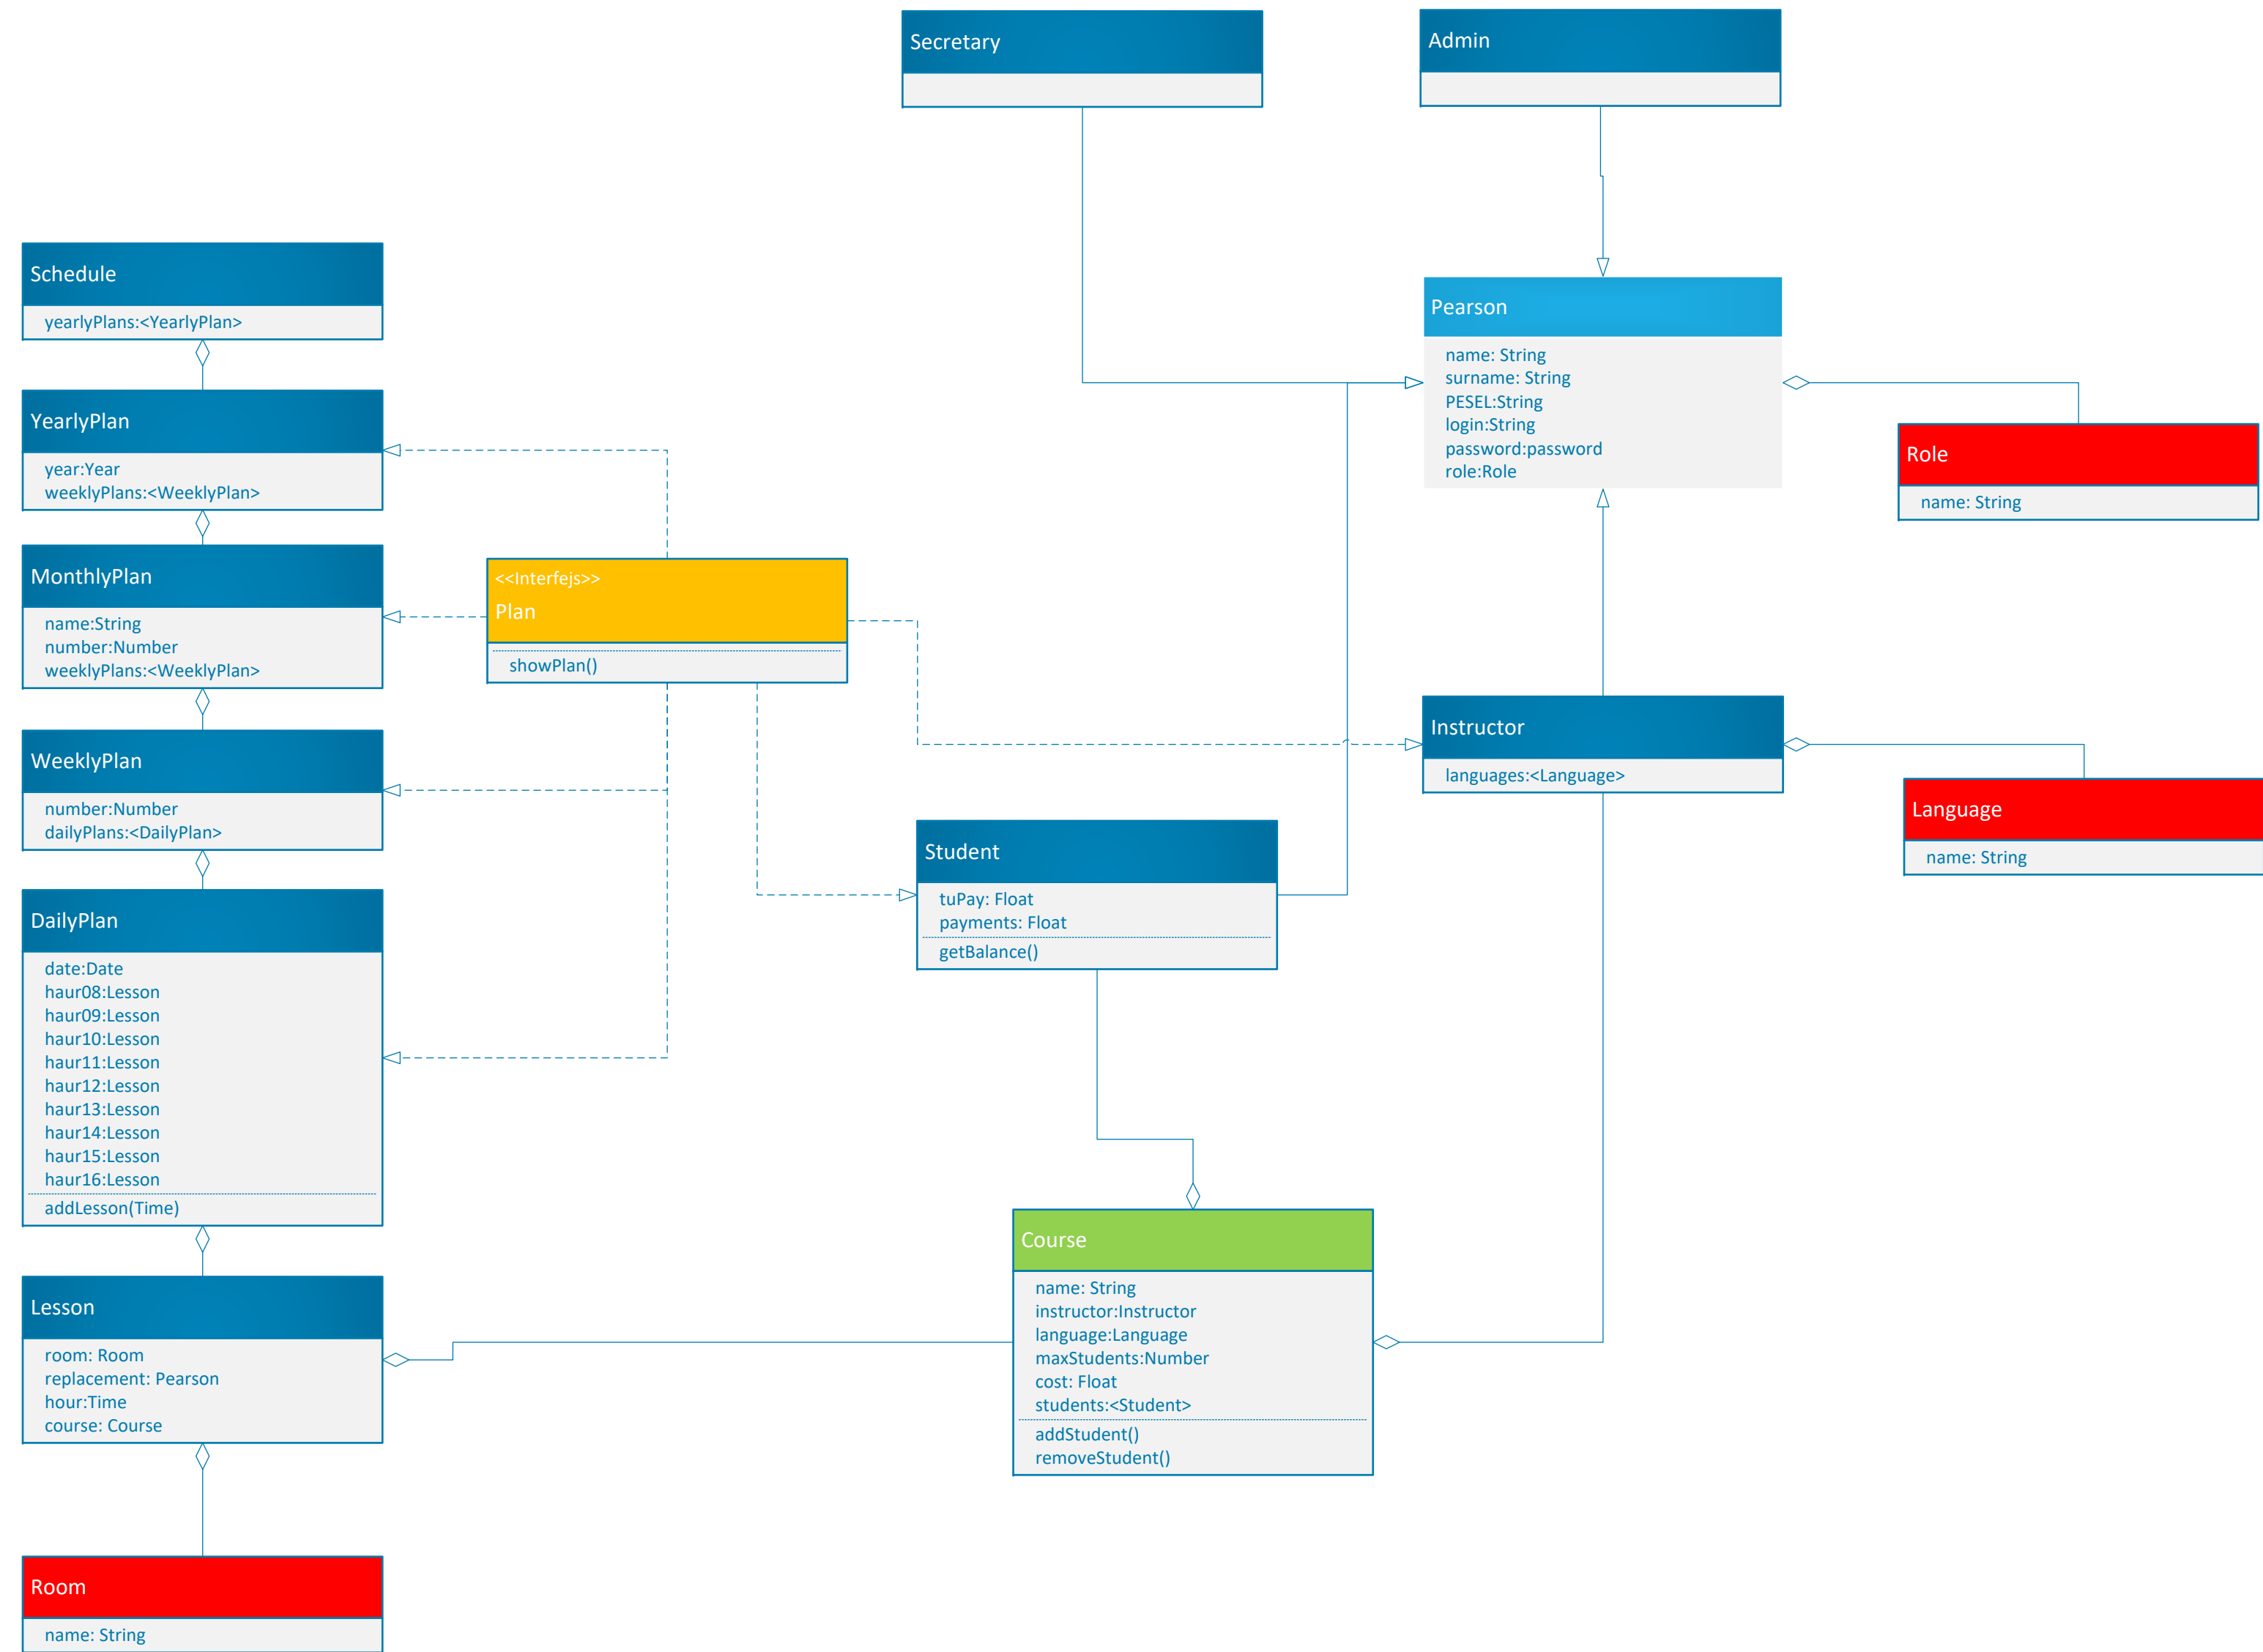 Secretary
Admin
Schedule
yearlyPlans:<YearlyPlan>
Pearson
name: String
surname: String
PESEL:String
login:String
password:password
role:Role
YearlyPlan
year:Year
weeklyPlans:<WeeklyPlan>
Role
name: String
MonthlyPlan
name:String
number:Number
weeklyPlans:<WeeklyPlan>
<<Interfejs>>
Plan
showPlan()
WeeklyPlan
number:Number
dailyPlans:<DailyPlan>
Instructor
languages:<Language>
Language
name: String
Student
tuPay: Float
payments: Float
getBalance()
DailyPlan
date:Date
haur08:Lesson
haur09:Lesson
haur10:Lesson
haur11:Lesson
haur12:Lesson
haur13:Lesson
haur14:Lesson
haur15:Lesson
haur16:Lesson
addLesson(Time)
Course
name: String
instructor:Instructor
language:Language
maxStudents:Number
cost: Float
students:<Student>
addStudent()
removeStudent()
Lesson
room: Room
replacement: Pearson
hour:Time
course: Course
Room
name: String